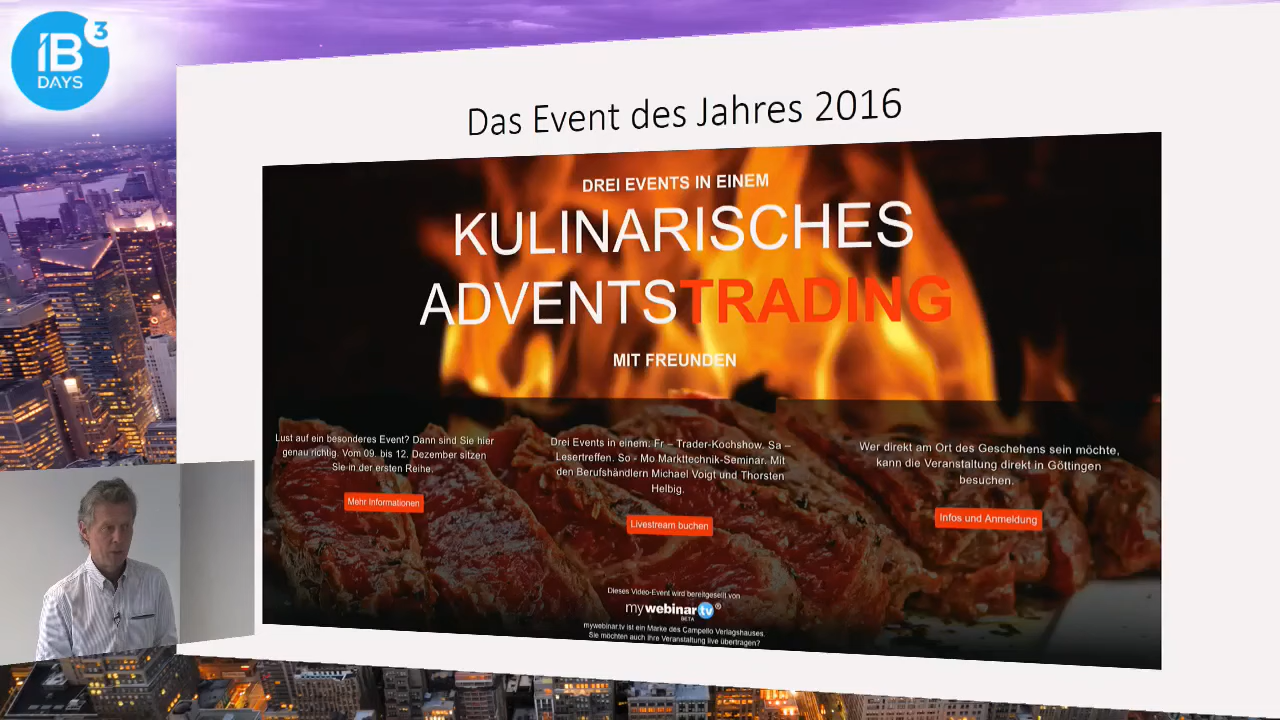 IB 3
DAYS
Das Event des Jahres 2016
DREI EVENTS IN EINEM
KULINARISCHES
ADVENTSTRADING
MIT FREUNDEN
Lust auf ein besonderes Event? Dann sind Sie hier
genau richtig. Vom 09. bis 12. Dezember sitzen
Sie in der ersten Reihe.
Mehr Informationen
Drei Events in einem: Fr – Trader-Kochshow. Sa –
Lesertreffen. So - Mo Markttechnik-Seminar. Mit
den Berufshändlern Michael Voigt und Thorsten
Helbig.
Livestream buchen
Wer direkt am Ort des Geschehens sein möchte,
kann die Veranstaltung direkt in Göttingen
besuchen.
Infos und Anmeldung
Dieses Video-Event wird bereitgesellt von
mywebinar tv®
BETA
mywebinar.tv ist ein Marke des Campello Verlagshauses.
Sie möchten auch Ihre Veranstaltung live übertragen?